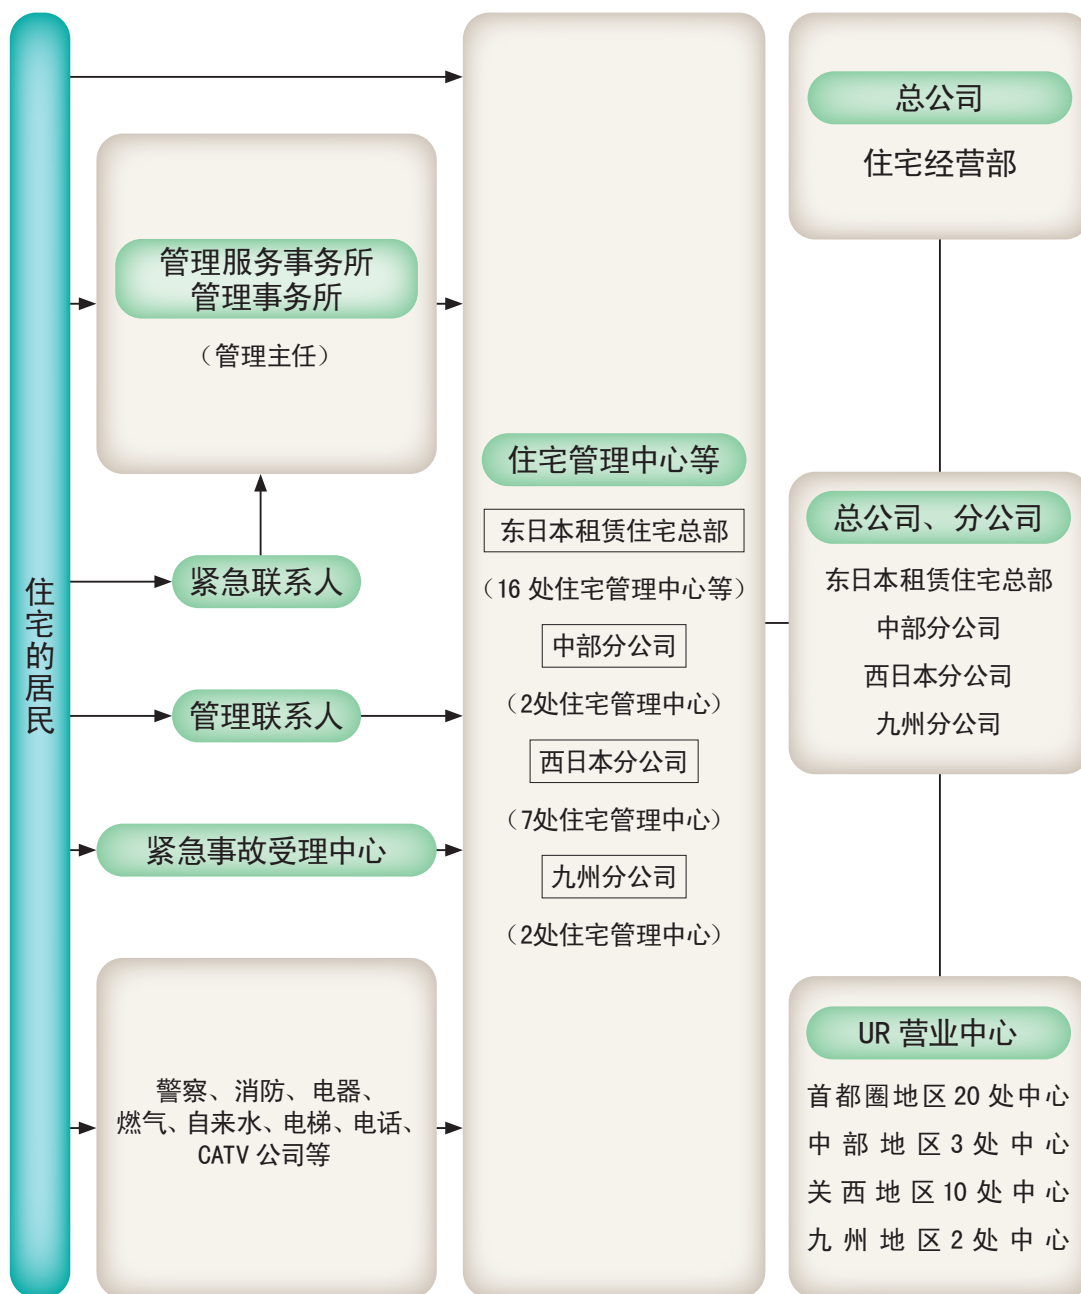 住宅的居民
管理服务事务所
管理事务所
（管理主任）
紧急联系人
管理联系人
紧急事故受理中心
警察、消防、电器、
燃气、自来水、电梯、电话、
CATV 公司等
住宅管理中心等
东日本租赁住宅总部
（16 处住宅管理中心等）
中部分公司
（2处住宅管理中心）
西日本分公司
（7处住宅管理中心）
九州分公司
（2处住宅管理中心）
总公司
住宅经营部
总公司、分公司
东日本租赁住宅总部
中部分公司
西日本分公司
九州分公司
UR 营业中心
首都圈地区 20 处中心
中部地区 3 处中心
关西地区 10 处中心
九州地区 2 处中心